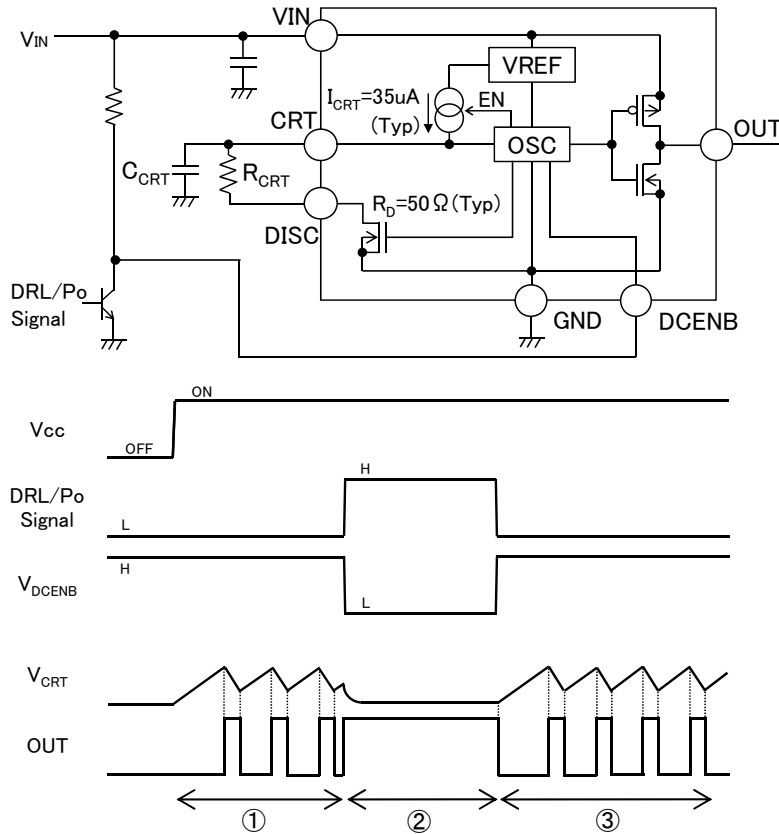 VIN
VIN
VREF
ICRT=35uA
(Typ)
EN
CRT
OSC
OUT
CCRT
RCRT
RD=50Ω(Typ)
DISC
DRL/Po
Signal
GND
DCENB
Vcc
OFF
ON
DRL/Po
Signal
L
H
VDCENB
H
L
VCRT
OUT
①
②
③